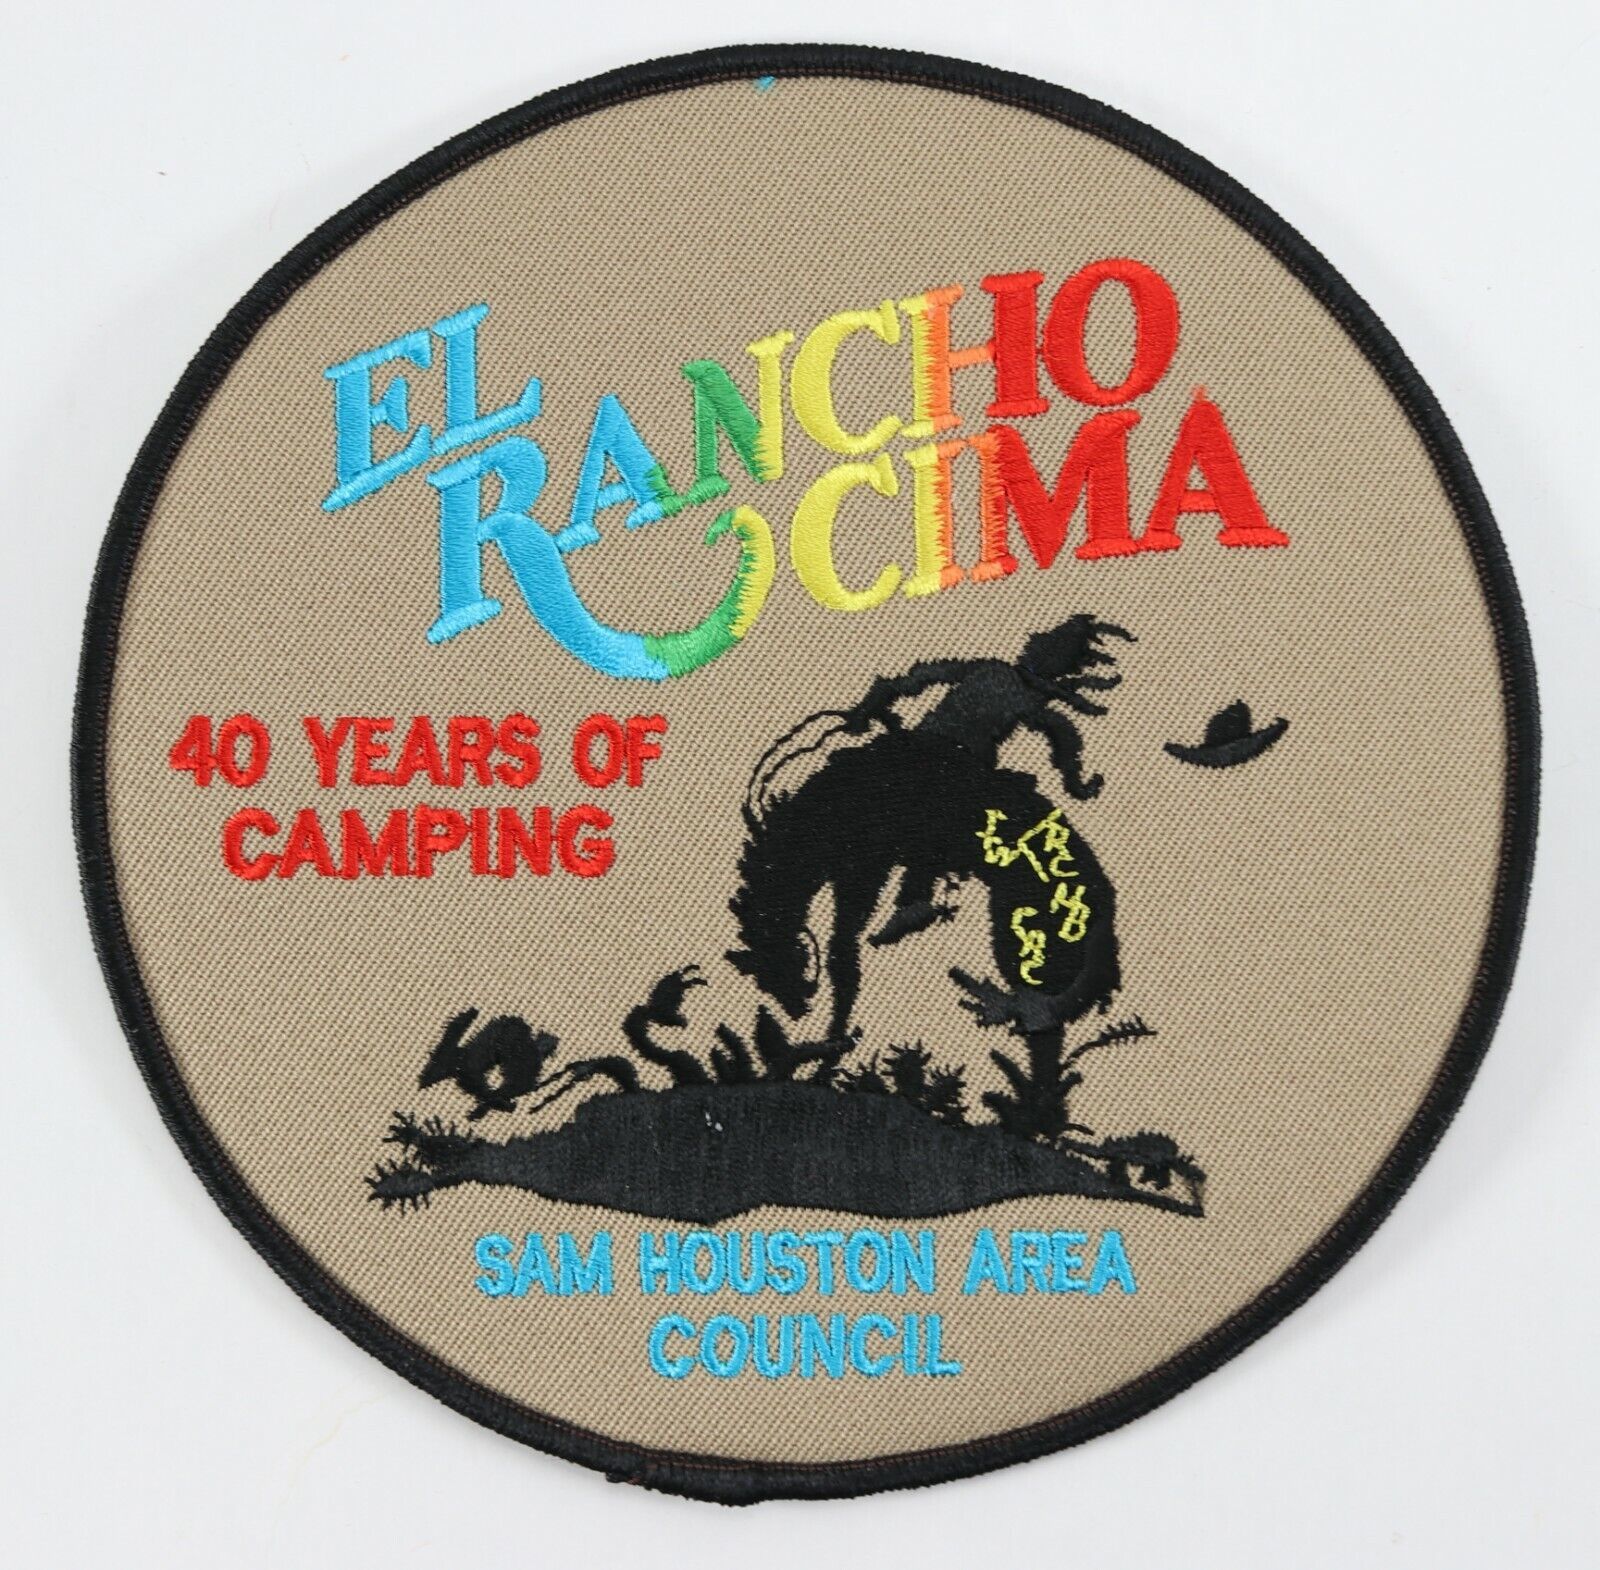 EL
RANCHO
CIMA
40 YEARS OF
CAMPING
SAM HOUSTON AREA
COUNCIL